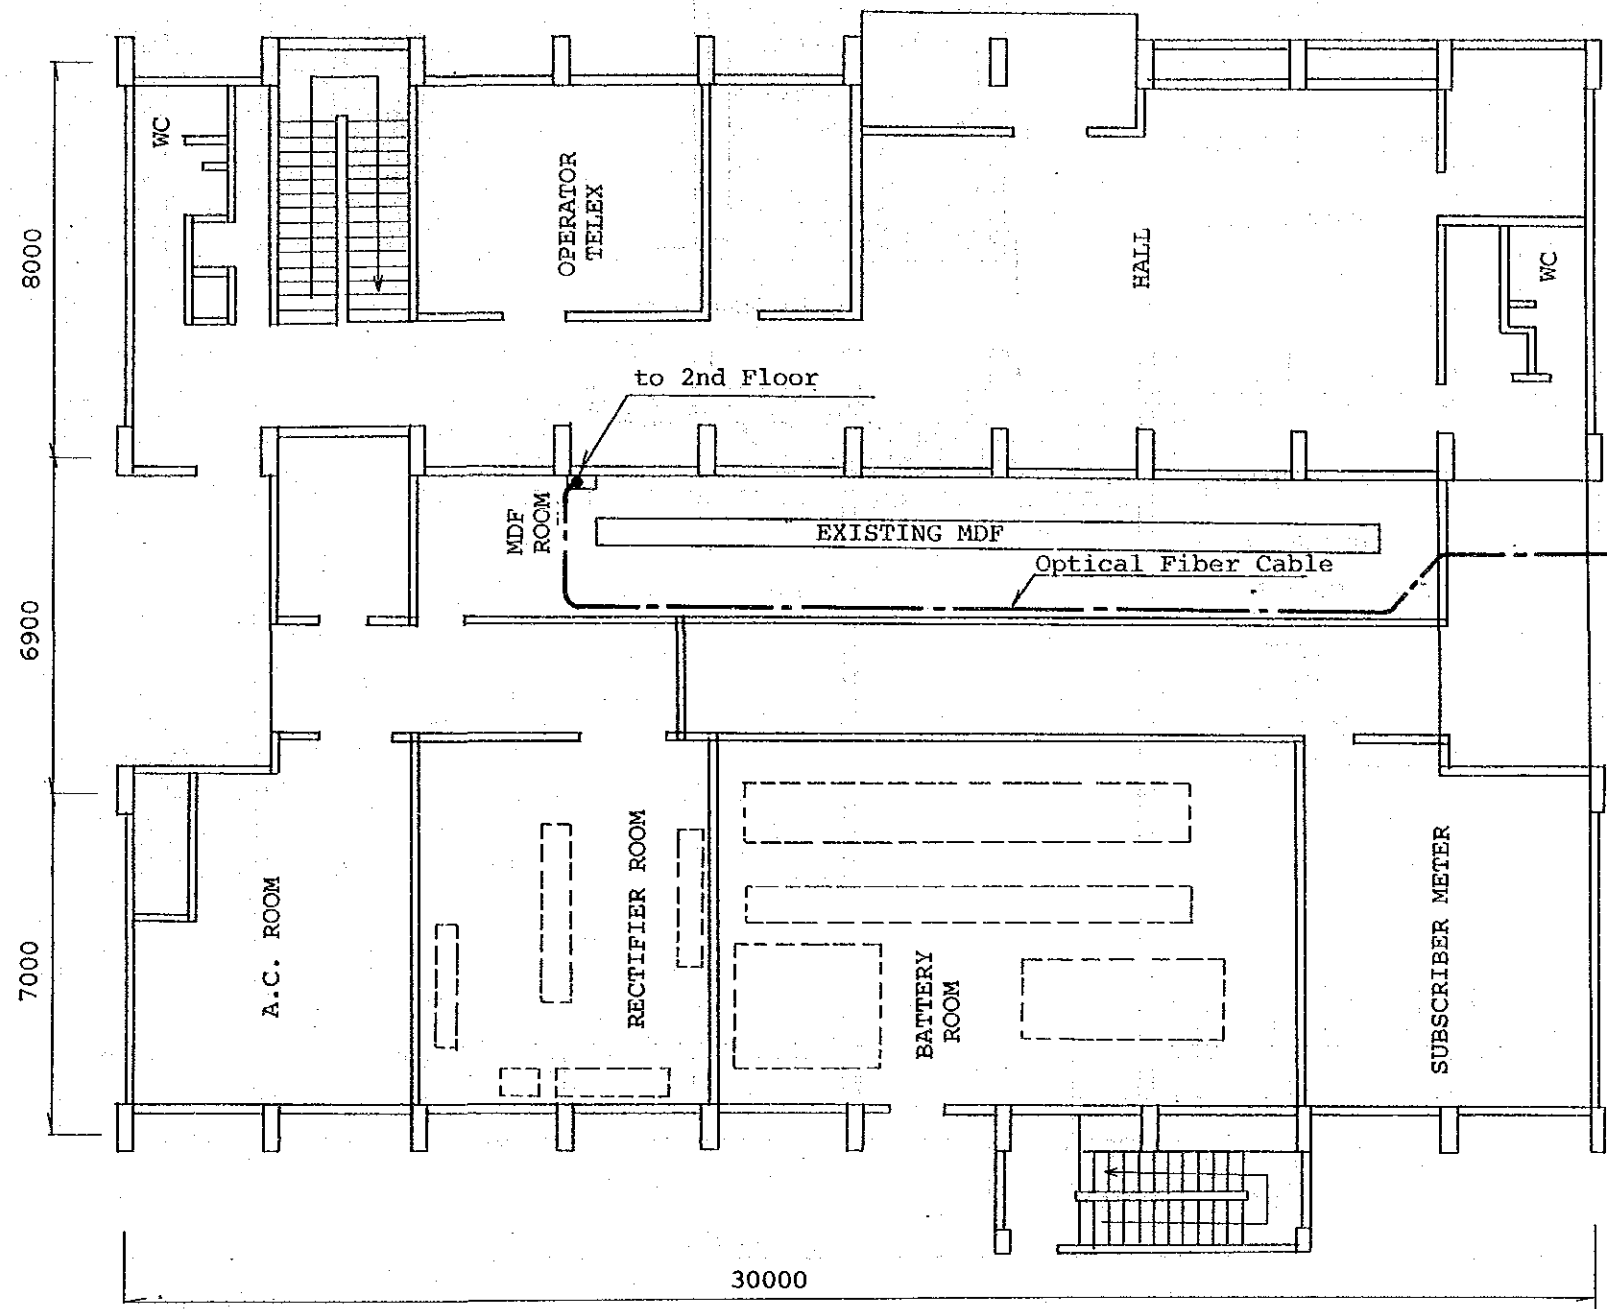 WC
OPERATOR
TELEX
HALL
WC
8000
to 2nd Floor
MDF
ROOM
EXISTING MDF
Optical Fiber Cable
6900
A.C. ROOM
RECTIFIER ROOM
BATTERY
ROOM
SUBSCRIBER METER
7000
30000